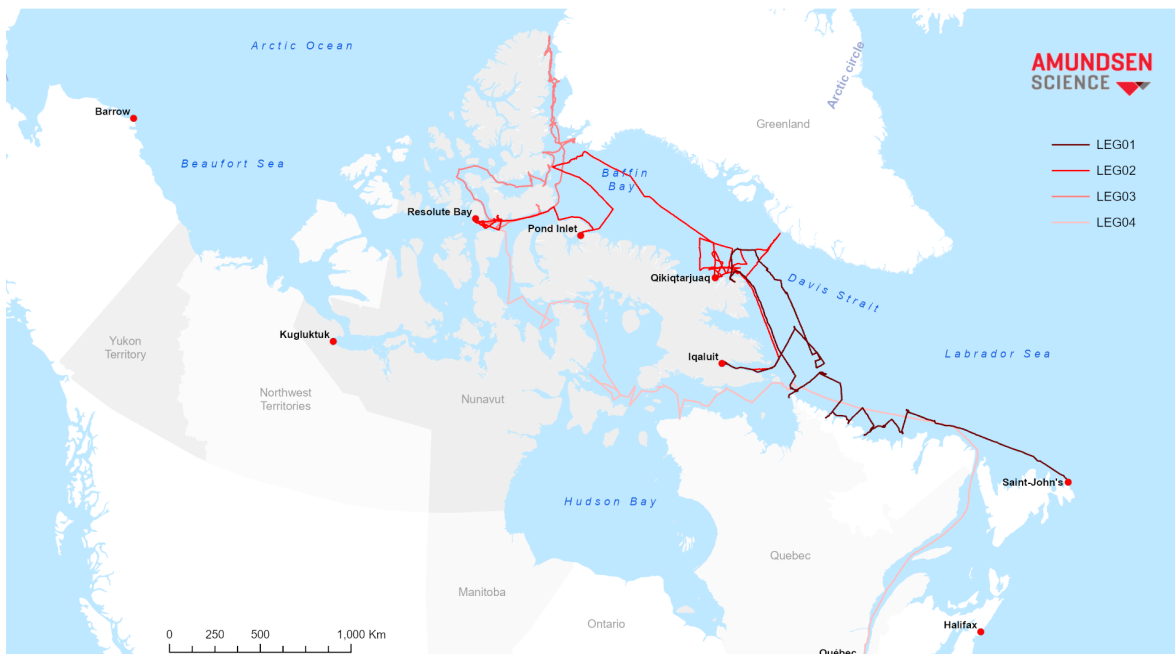 Arctic Ocean
AMUNDSEN
SCIENCE
Arctic circle
Barrow
Greenland
LEG01
Beaufort Sea
LEG02
Baffin
Bay
LEG03
Resolute Bay
LEG04
Pond Inlet
Qikiqtarjuaq
Davis Strait
Kugluktuk
Yukon
Territory
Iqaluit
Labrador Sea
Northwest
Territories
Nunavut
Saint-John's
Hudson Bay
Quebec
Manitoba
Ontario
Halifax
0 250 500 1,000 Km
Québec